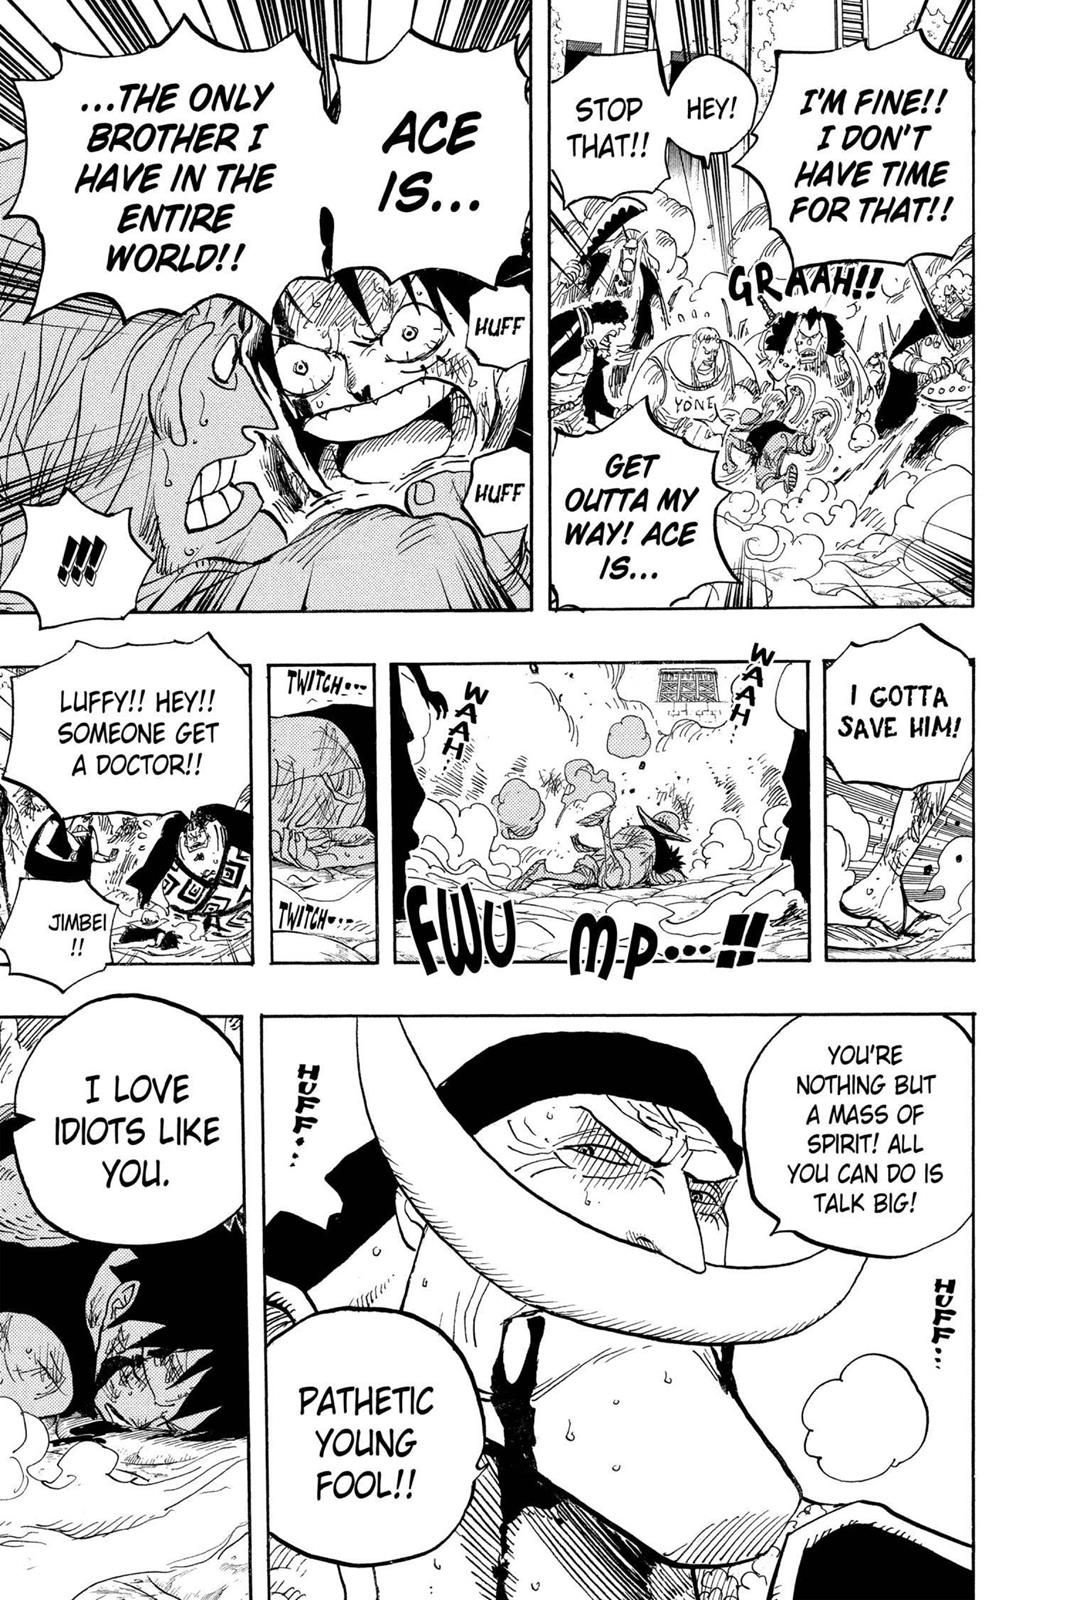 I'M FINE!!
I DON'T
HAVE TIME
FOR THAT!!
HEY!
STOP
THAT!!
GRAAH!!
YONE
GET
OUTTA MY
WAY! ACE
IS...
ACE
IS...
...THE ONLY
BROTHER I
HAVE IN THE
ENTIRE
WORLD!!
HUFF
HUFF
!!!
I GOTTA
SAVE HIM!
WAAH...
WAAH...
FWUMP...!!
TWITCH...
TWITCH...
LUFFY!! HEY!!
SOMEONE GET
A DOCTOR!!
JIMBEI
!!
YOU'RE
NOTHING BUT
A MASS OF
SPIRIT! ALL
YOU CAN DO IS
TALK BIG!
HUFF...
HUFF...
PATHETIC
YOUNG
FOOL!!
I LOVE
IDIOTS LIKE
YOU.